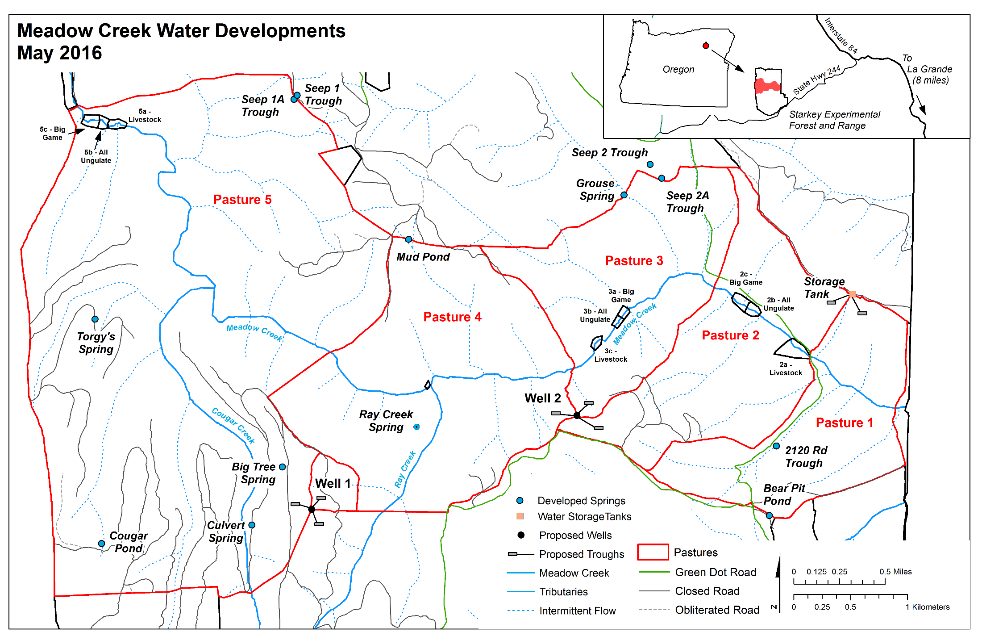 Meadow Creek Water Developments
May 2016
Interstate 84
To
La Grande
(8 miles)
State Hwy 244
Oregon
Starkey Experimental
Forest and Range
5a -
Livestock
5c - Big
Game
5b - All
Ungulate
Seep 1
Trough
Seep 1A
Trough
Seep 2 Trough
Grouse
Spring
Seep 2A
Trough
Pasture 5
Mud Pond
Pasture 3
3a - Big
Game
3b - All
Ungulate
Meadow Creek
3c -
Livestock
2c -
Big Game
2b - All
Ungulate
Storage
Tank
Torgy's
Spring
Meadow Creek
Pasture 4
Pasture 2
2a -
Livestock
Ray Creek
Spring
Well 2
Pasture 1
Cougar Creek
Ray Creek
2120 Rd
Trough
Big Tree
Spring
Well 1
Bear Pit
Pond
Culvert
Spring
Cougar
Pond
Developed Springs
Water StorageTanks
Proposed Wells
Proposed Troughs
Meadow Creek
Tributaries
Intermittent Flow
Pastures
Green Dot Road
Closed Road
Obliterated Road
N
0 0.125 0.25 0.5 Miles
0 0.25 0.5 1 Kilometers